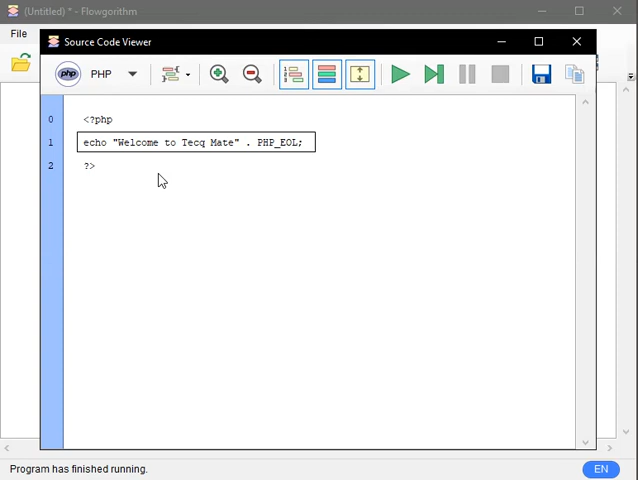 (Untitled) * - Flowgorithm
File
Source Code Viewer
php PHP
0 <?php
1 echo "Welcome to Tecq Mate" . PHP_EOL;
2 ?>
Program has finished running.
EN